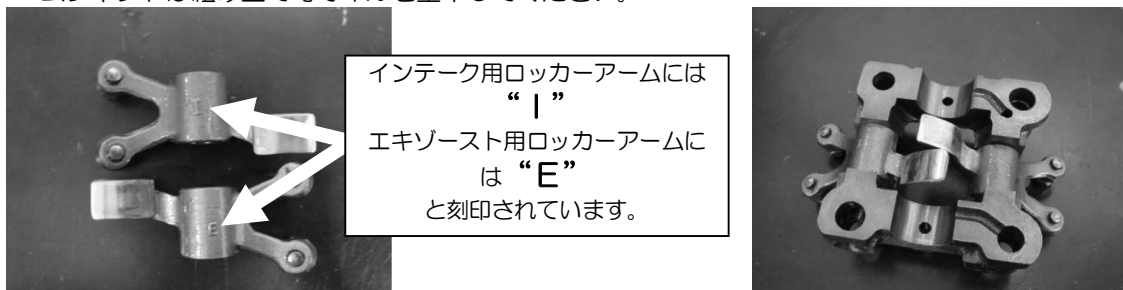 インテーク用ロッカーアームには
“I”
エキゾースト用ロッカーアームに
は “E”
と刻印されています。
I
E